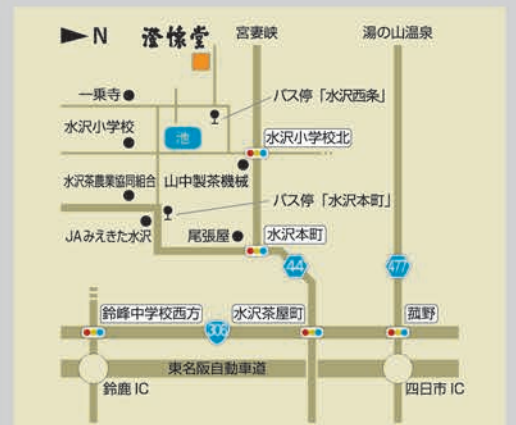 N
澄懐堂
宮妻峡
湯の山温泉
一乗寺
バス停「水沢西条」
水沢小学校
池
水沢小学校北
水沢茶農業協同組合
山中製茶機械
バス停「水沢本町」
JAみえきた水沢
尾張屋
水沢本町
44
477
鈴峰中学校西方
306
水沢茶屋町
菰野
東名阪自動車道
鈴鹿 IC
四日市 IC